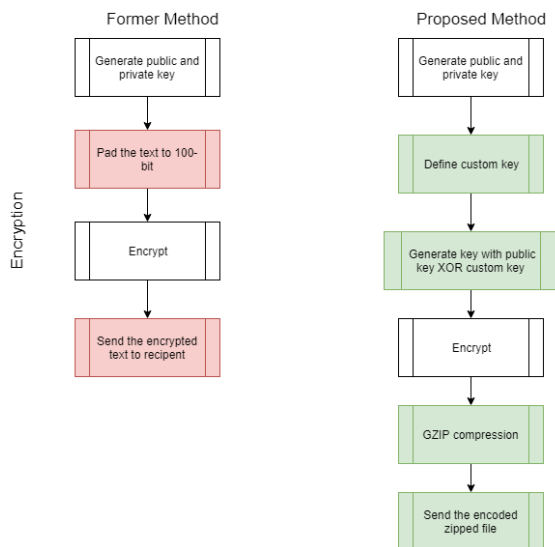 Former Method
Generate public and
private key
Pad the text to 100-
bit
Encrypt
Send the encrypted
text to recipent
Encryption
Proposed Method
Generate public and
private key
Define custom key
Generate key with public
key XOR custom key
Encrypt
GZIP compression
Send the encoded
zipped file